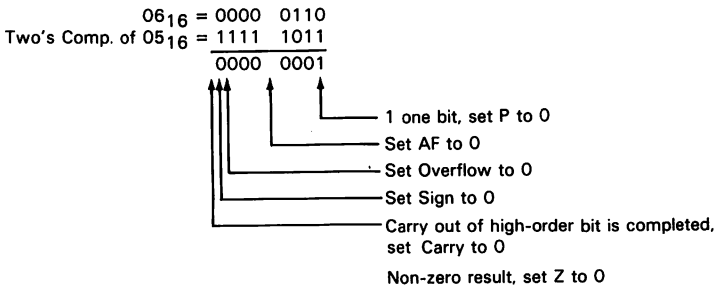 06₁₆ = 0000 0110
Two's Comp. of 05₁₆ = 1111 1011
0000 0001
1 one bit, set P to 0
Set AF to 0
Set Overflow to 0
Set Sign to 0
Carry out of high-order bit is completed,
set Carry to 0
Non-zero result, set Z to 0